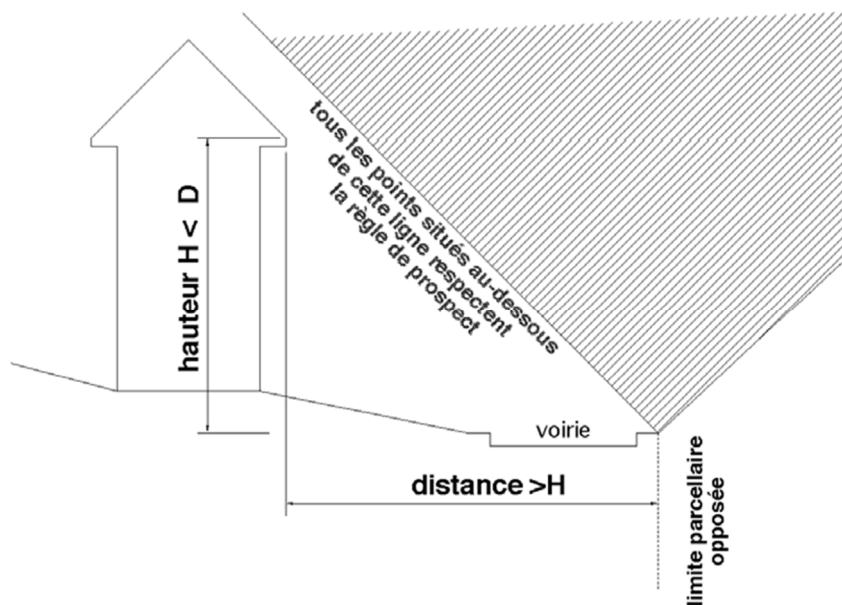 hauteur H < D
tous les points situés au-dessous
de cette ligne respectent
la règle de prospect
voirie
distance >H
limite parcellaire
opposée